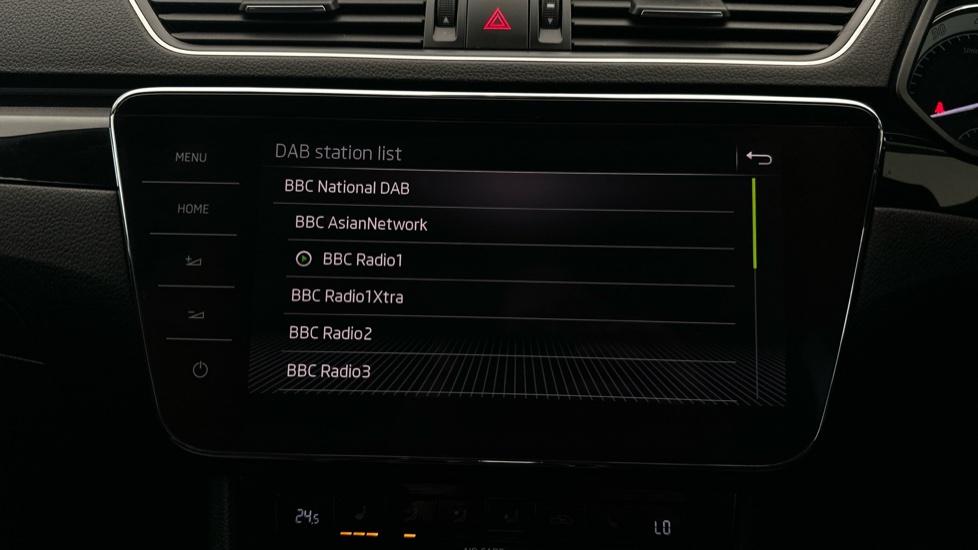 MENU
DAB station list
BBC National DAB
HOME
BBC AsianNetwork
BBC Radio1
BBC Radio1Xtra
BBC Radio2
BBC Radio3
24.5
LO